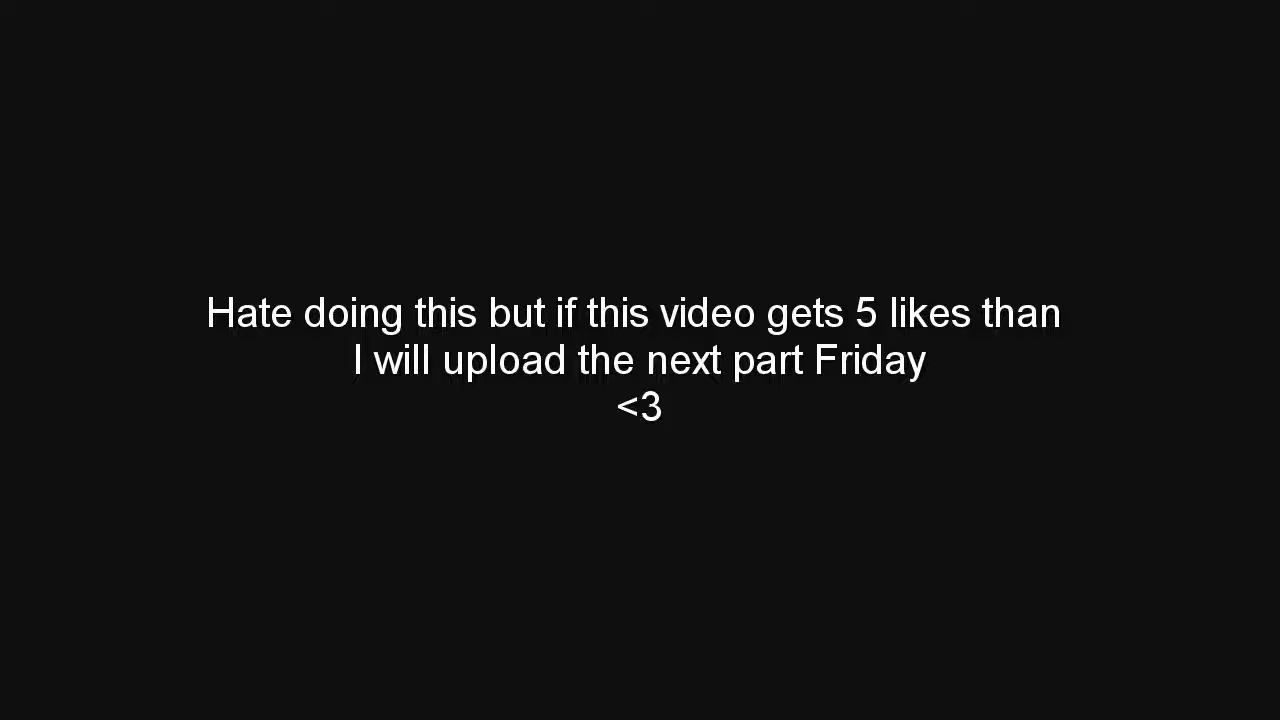 Hate doing this but if this video gets 5 likes than
I will upload the next part Friday
<3